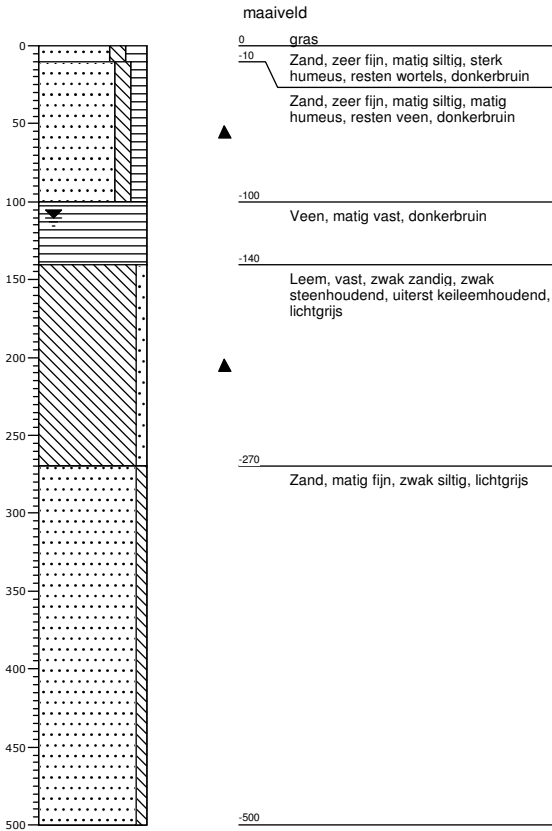 maaiveld
0
50
100
150
200
250
300
350
400
450
500
0
gras
-10
Zand, zeer fijn, matig siltig, sterk
humeus, resten wortels, donkerbruin
Zand, zeer fijn, matig siltig, matig
humeus, resten veen, donkerbruin
-100
Veen, matig vast, donkerbruin
-140
Leem, vast, zwak zandig, zwak
steenhoudend, uiterst keileemhoudend,
lichtgrijs
-270
Zand, matig fijn, zwak siltig, lichtgrijs
-500